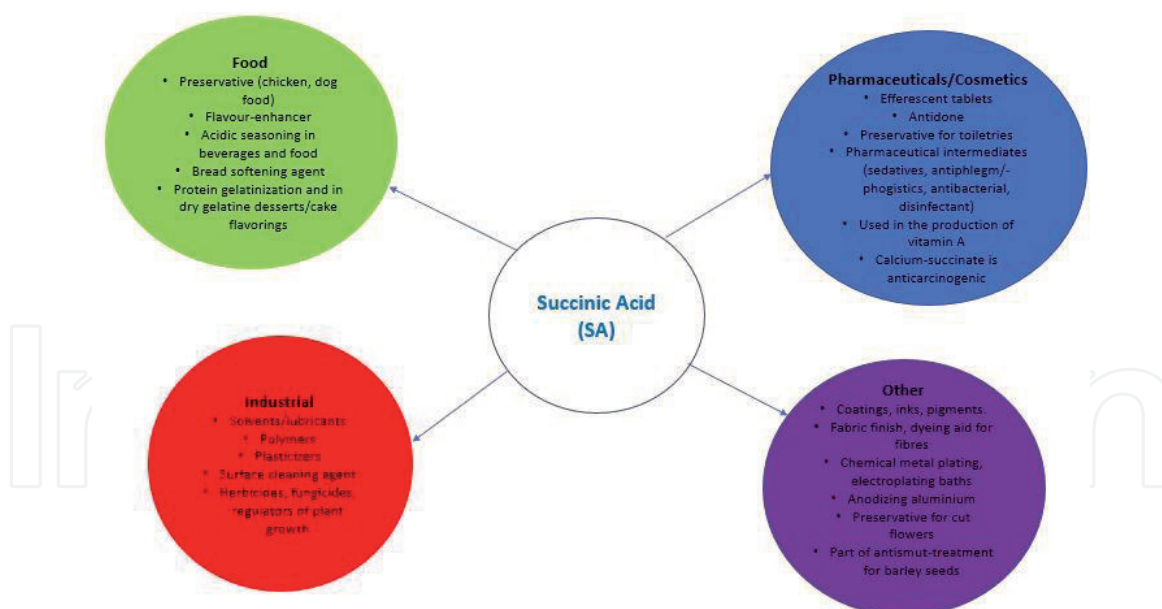 Food
• Preservative (chicken, dog
food)
• Flavour-enhancer
• Acidic seasoning in
beverages and food
• Bread softening agent
• Protein gelatinization and in
dry gelatine desserts/cake
flavorings
Pharmaceuticals/Cosmetics
• Efferescent tablets
• Antidone
• Preservative for toiletries
• Pharmaceutical intermediates
(sedatives, antiphlegm/-
phogistics, antibacterial,
disinfectant)
• Used in the production of
vitamin A
• Calcium-succinate is
anticarcinogenic
Succinic Acid
(SA)
Industrial
• Solvents/lubricants
• Polymers
• Plasticizers
• Surface cleaning agent
• Herbicides, fungicides,
regulators of plant
growth
Other
• Coatings, inks, pigments.
• Fabric finish, dyeing aid for
fibres
• Chemical metal plating,
electroplating baths
• Anodizing aluminium
• Preservative for cut
flowers
• Part of antismut-treatment
for barley seeds